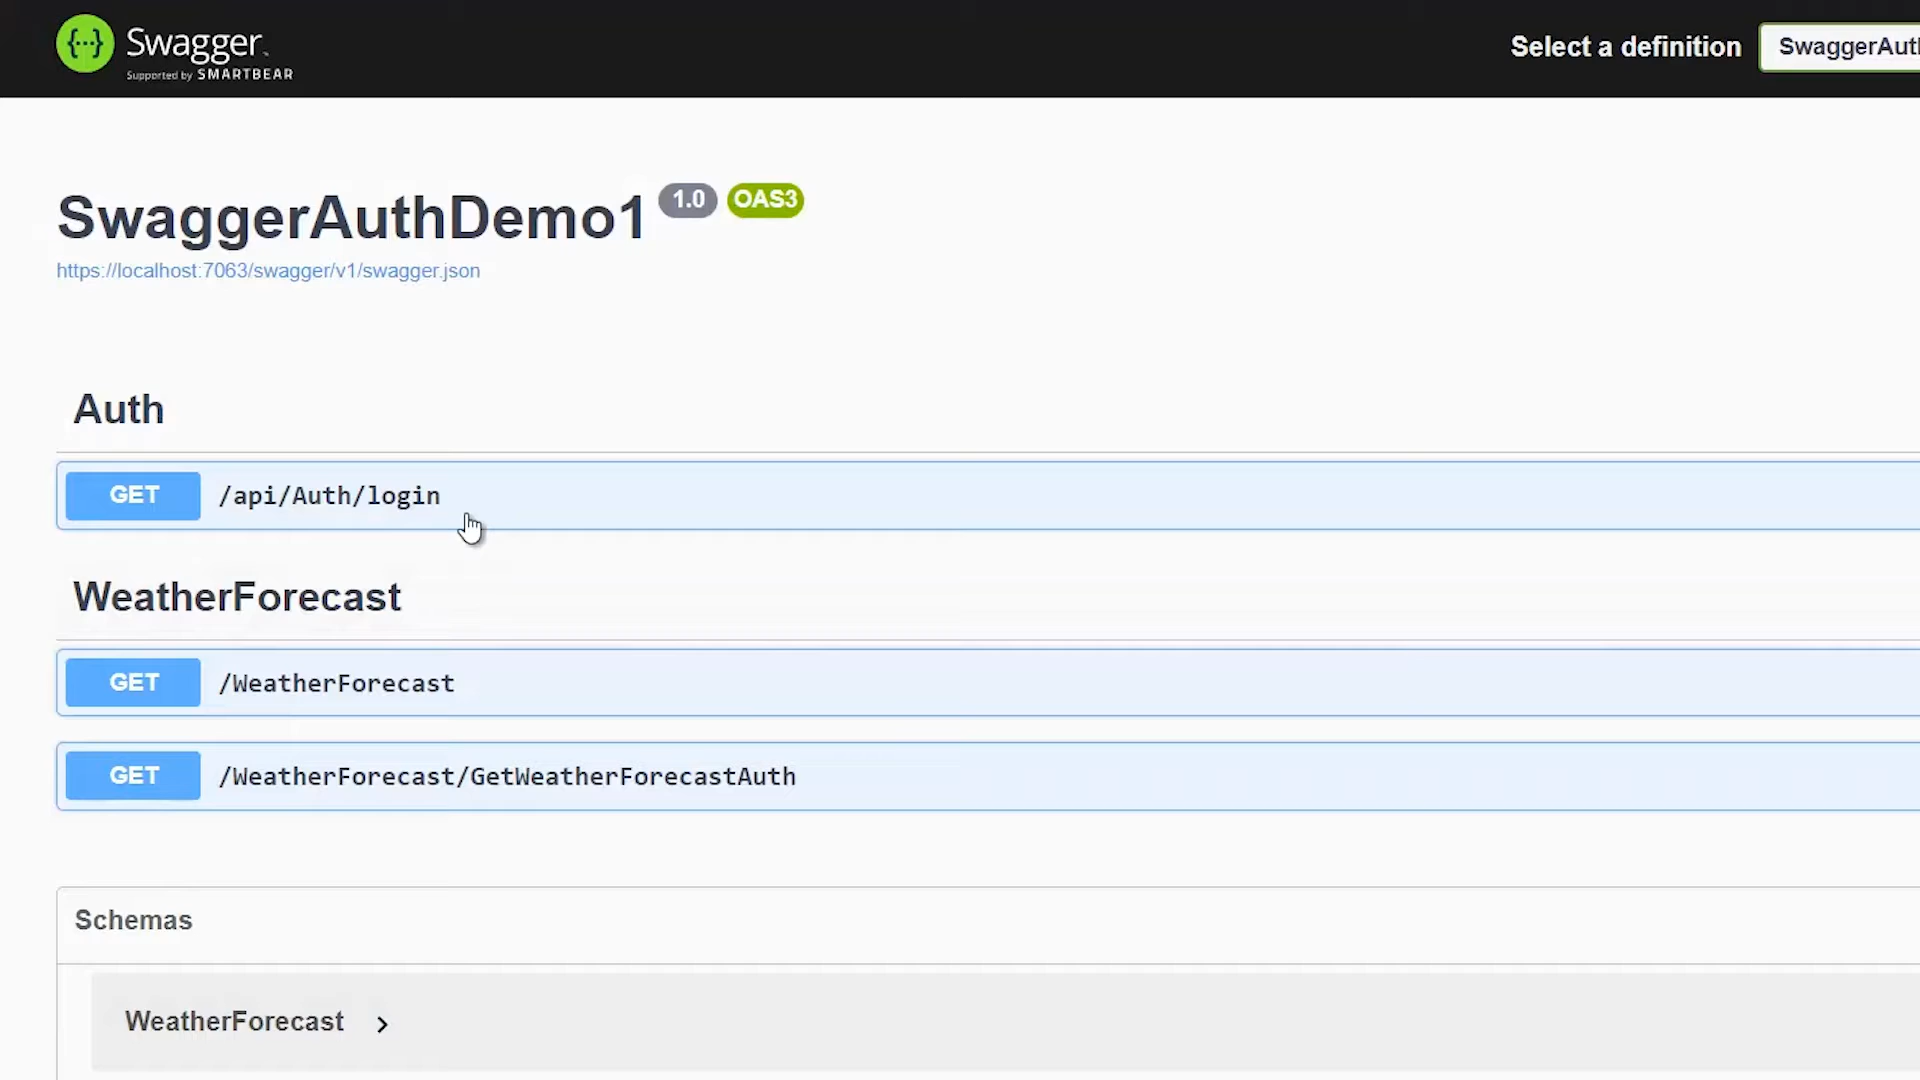 Swagger
Supported by SMARTBEAR
Select a definition
SwaggerAuth
SwaggerAuthDemo1 1.0 OAS3
https://localhost:7063/swagger/v1/swagger.json
Auth
GET /api/Auth/login
WeatherForecast
GET /WeatherForecast
GET /WeatherForecast/GetWeatherForecastAuth
Schemas
WeatherForecast